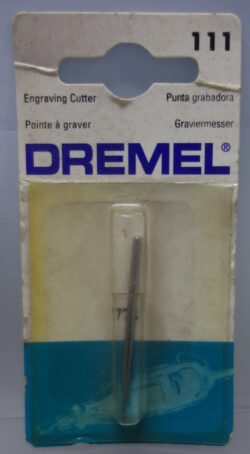 111
Engraving Cutter Punta grabadora
Pointe à graver Graviermesser
DREMEL®